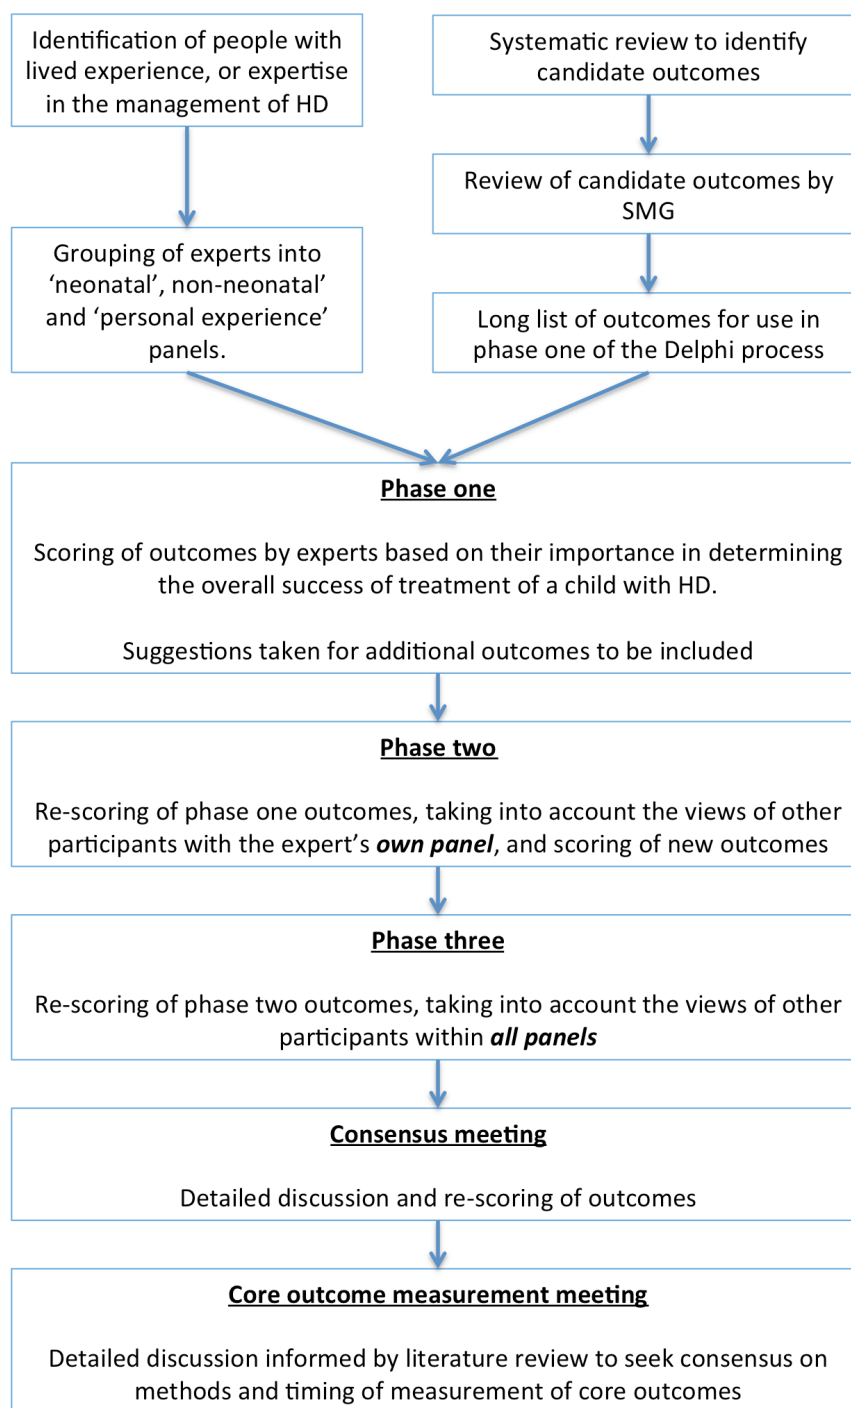 Identification of people with
lived experience, or expertise
in the management of HD
Systematic review to identify
candidate outcomes
Review of candidate outcomes by
SMG
Grouping of experts into
‘neonatal’, non-neonatal’
and ‘personal experience’
panels.
Long list of outcomes for use in
phase one of the Delphi process
Phase one
Scoring of outcomes by experts based on their importance in determining
the overall success of treatment of a child with HD.
Suggestions taken for additional outcomes to be included
Phase two
Re-scoring of phase one outcomes, taking into account the views of other
participants with the expert’s own panel, and scoring of new outcomes
Phase three
Re-scoring of phase two outcomes, taking into account the views of other
participants within all panels
Consensus meeting
Detailed discussion and re-scoring of outcomes
Core outcome measurement meeting
Detailed discussion informed by literature review to seek consensus on
methods and timing of measurement of core outcomes